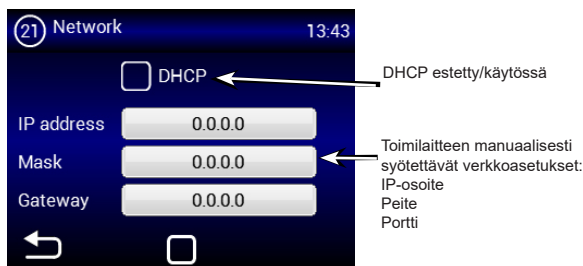 21 Network 13:43
DHCP
DHCP estetty/käytössä
IP address 0.0.0.0
Mask 0.0.0.0
Gateway 0.0.0.0
Toimilaitteen manuaalisesti
syötettävät verkkoasetukset:
IP-osoite
Peite
Portti